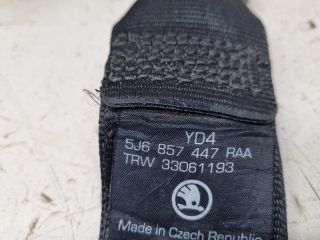 YD4
5J6 857 447 RAA
TRW 33061193
Made in Czech Republic